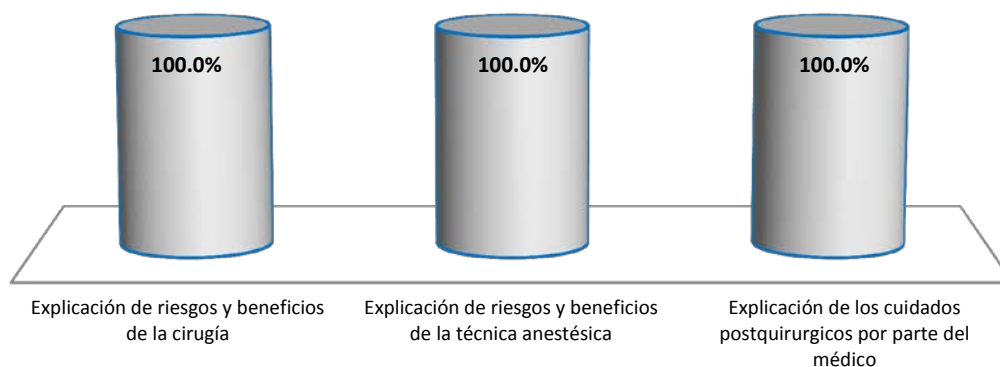 100.0%
100.0%
100.0%
Explicación de riesgos y beneficios
de la cirugía
Explicación de riesgos y beneficios
de la técnica anestésica
Explicación de los cuidados
postquirurgicos por parte del
médico